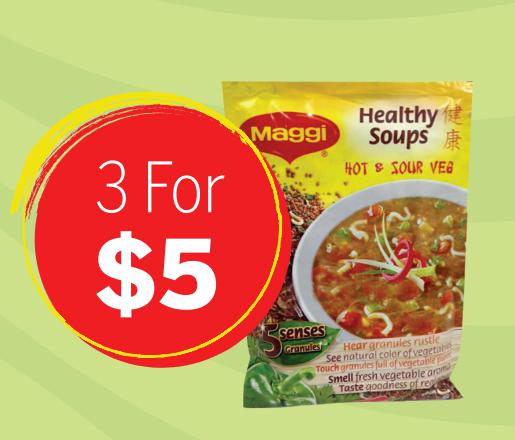 3 For
$5
Maggi
Healthy 健
Soups 康
HOT & SOUR VEG
5 senses
Granules
Hear granules rustle
See natural color of vegetables
Touch granules full of vegetable
Smell fresh vegetable aroma
Taste goodness of real